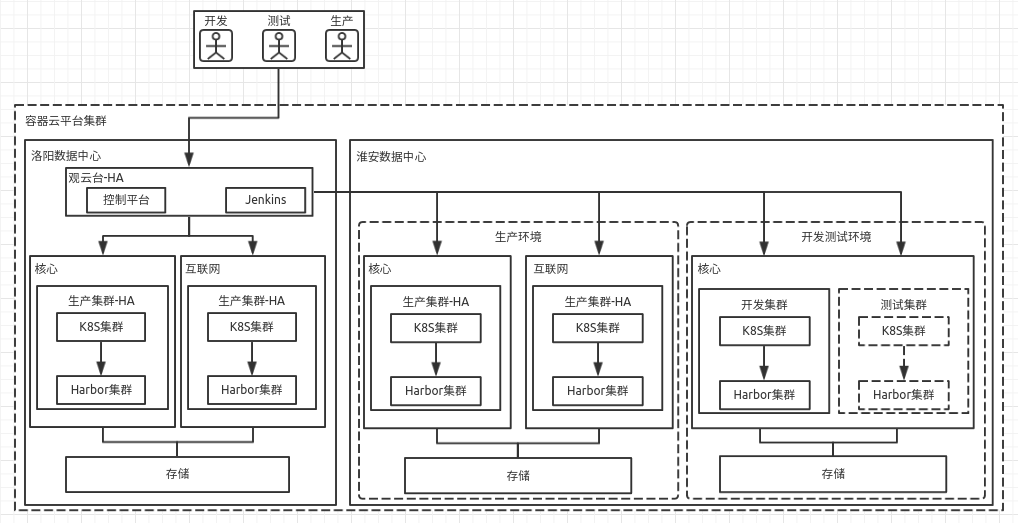 开发 测试 生产
容器云平台集群
洛阳数据中心
观云台-HA
控制平台 Jenkins
核心 互联网
生产集群-HA 生产集群-HA
K8S集群 K8S集群
Harbor集群 Harbor集群
存储
淮安数据中心
生产环境
核心 互联网
生产集群-HA 生产集群-HA
K8S集群 K8S集群
Harbor集群 Harbor集群
存储
开发测试环境
核心
开发集群 测试集群
K8S集群 K8S集群
Harbor集群 Harbor集群
存储